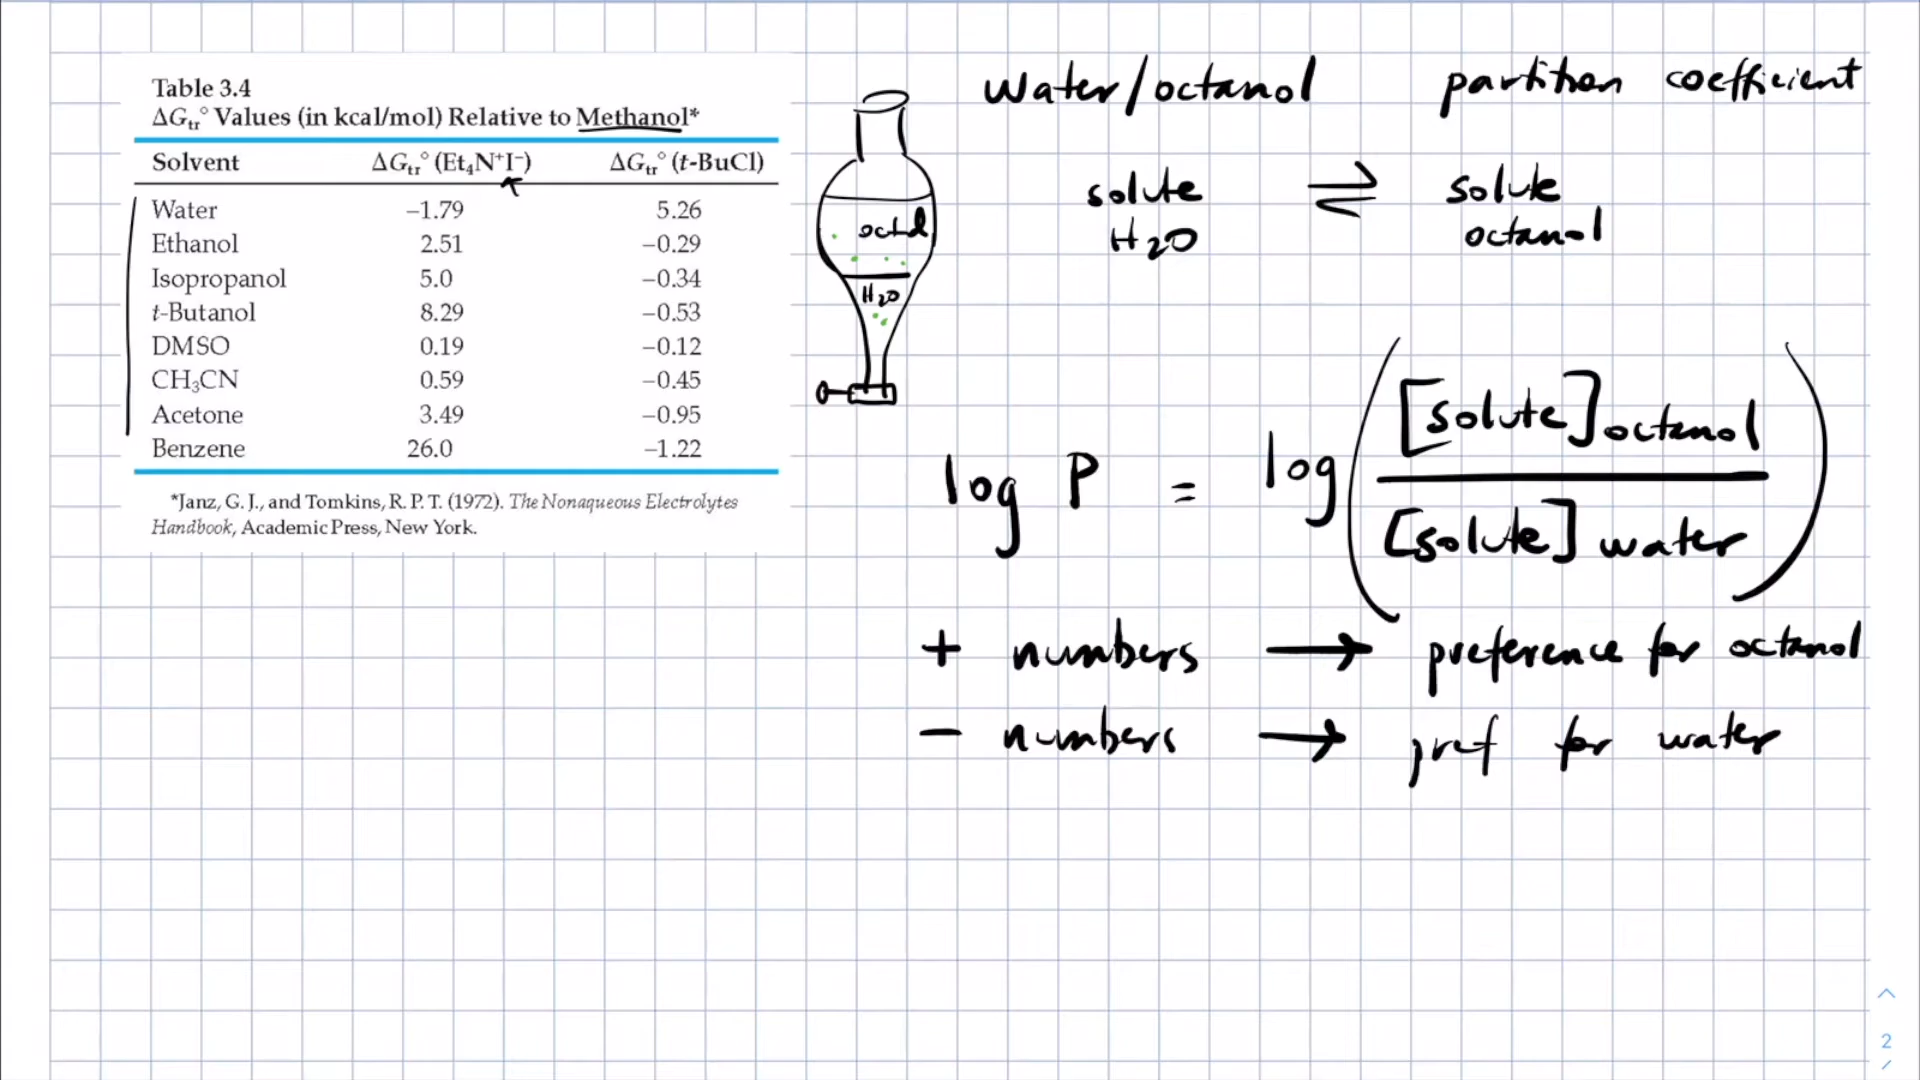 Table 3.4
ΔGtr° Values (in kcal/mol) Relative to Methanol*
Solvent ΔGtr° (Et₄N⁺I⁻) ΔGtr° (t-BuCl)
Water –1.79 5.26
Ethanol 2.51 –0.29
Isopropanol 5.0 –0.34
t-Butanol 8.29 –0.53
DMSO 0.19 –0.12
CH₃CN 0.59 –0.45
Acetone 3.49 –0.95
Benzene 26.0 –1.22
*Janz, G. J., and Tomkins, R. P. T. (1972). The Nonaqueous Electrolytes
Handbook, Academic Press, New York.
H₂O
water/octanol partition coefficient
solute ⇌ solute
H₂O octanol
log P = log ([solute]octanol / [solute]water)
+ numbers → preference for octanol
− numbers → pref for water
2